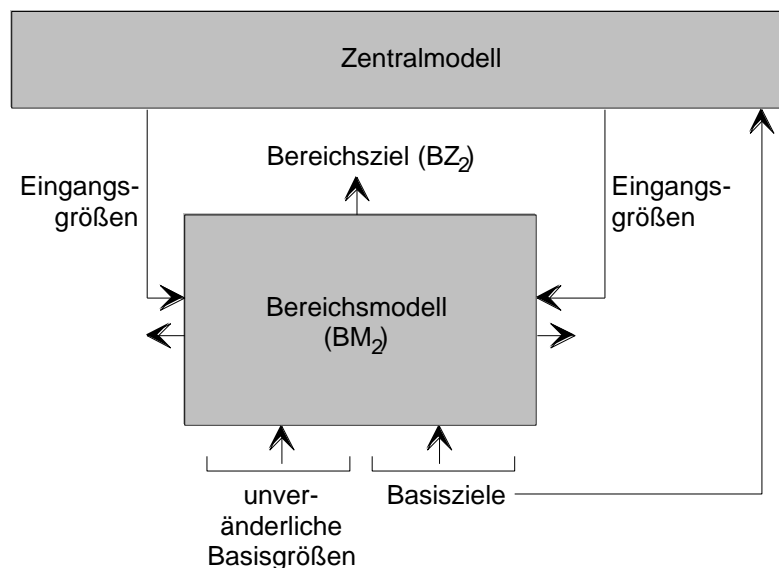 Zentralmodell
Bereichsziel (BZ2)
Eingangs-
größen
Eingangs-
größen
Bereichsmodell
(BM2)
unver-
änderliche
Basisgrößen
Basisziele